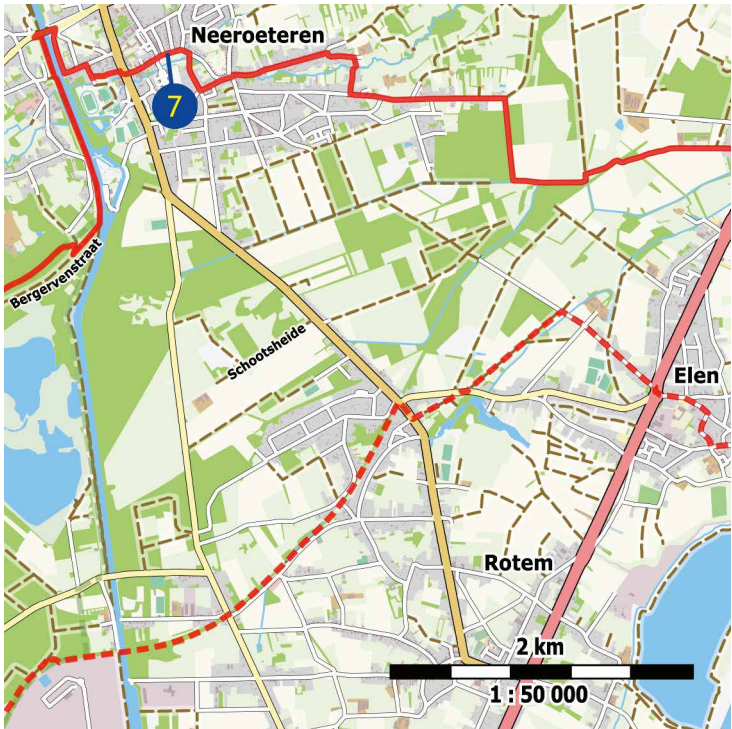 Neeroeteren
7
Bergervenstraat
Schootsheide
Elen
Rotem
2 km
1 : 50 000